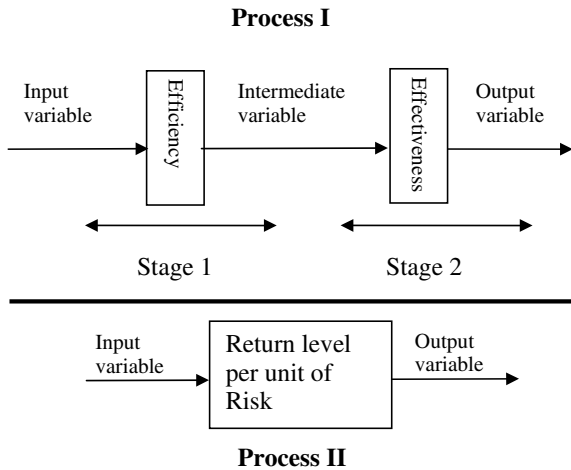 Process I
Input
variable
Efficiency
Intermediate
variable
Effectiveness
Output
variable
Stage 1
Stage 2
Input
variable
Return level
per unit of
Risk
Output
variable
Process II